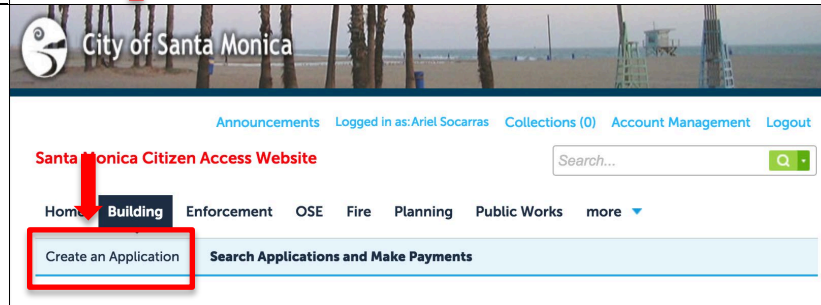 City of Santa Monica
Announcements Logged in as:Ariel Socarras Collections (0) Account Management Logout
Santa Monica Citizen Access Website
Search...
Home Building Enforcement OSE Fire Planning Public Works more
Create an Application Search Applications and Make Payments